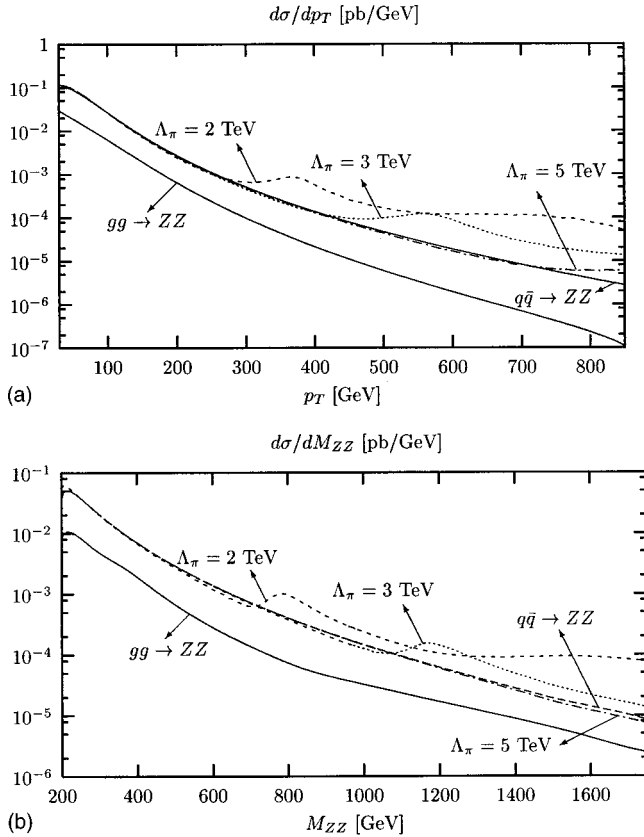 dσ/dp_T [pb/GeV]
1
10⁻¹
10⁻²
10⁻³
10⁻⁴
10⁻⁵
10⁻⁶
10⁻⁷
Λ_π = 2 TeV
Λ_π = 3 TeV
Λ_π = 5 TeV
gg → ZZ
qq̄ → ZZ
100 200 300 400 500 600 700 800
(a)
p_T [GeV]
dσ/dM_ZZ [pb/GeV]
10⁻¹
10⁻²
10⁻³
10⁻⁴
10⁻⁵
10⁻⁶
Λ_π = 2 TeV
Λ_π = 3 TeV
qq̄ → ZZ
gg → ZZ
Λ_π = 5 TeV
200 400 600 800 1000 1200 1400 1600
(b)
M_ZZ [GeV]